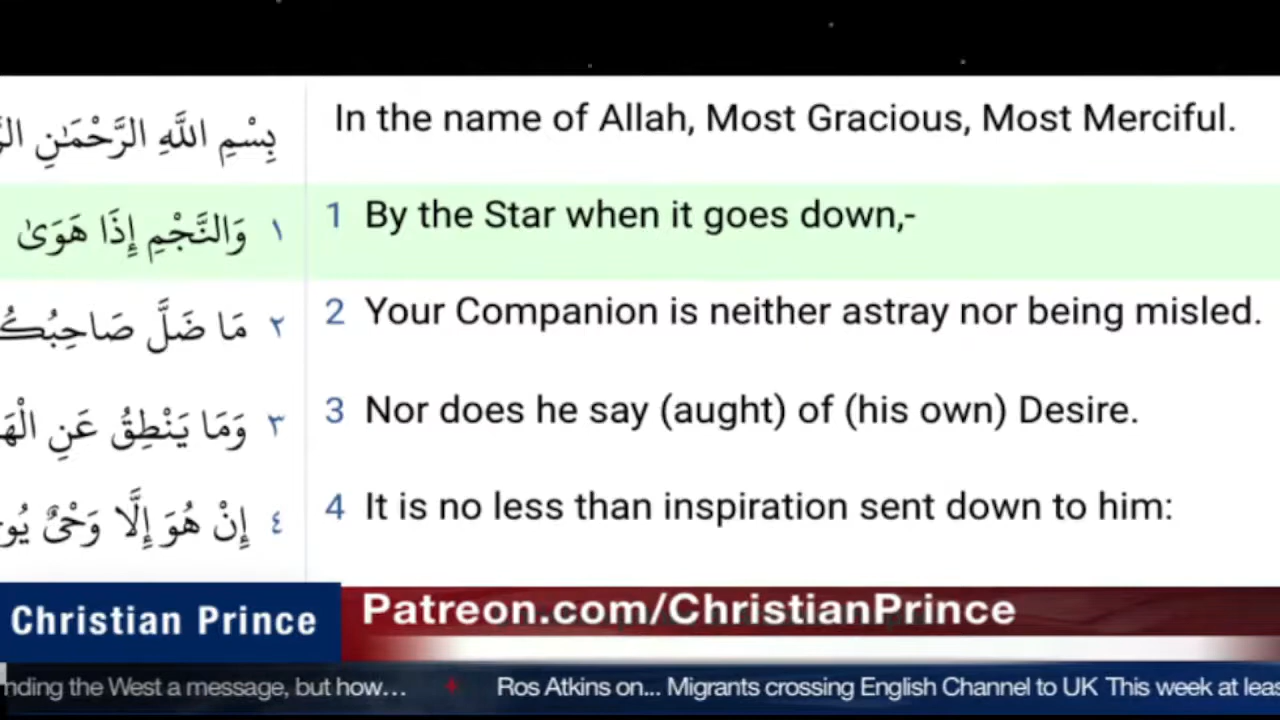 بِسْمِ اللَّهِ الرَّحْمَـٰنِ
In the name of Allah, Most Gracious, Most Merciful.
١ وَالنَّجْمِ إِذَا هَوَىٰ
1 By the Star when it goes down,-
٢ مَا ضَلَّ صَاحِبُكُ
2 Your Companion is neither astray nor being misled.
٣ وَمَا يَنْطِقُ عَنِ الْهَ
3 Nor does he say (aught) of (his own) Desire.
٤ إِنْ هُوَ إِلَّا وَحْيٌ يُو
4 It is no less than inspiration sent down to him:
Christian Prince
Patreon.com/ChristianPrince
nding the West a message, but how... Ros Atkins on... Migrants crossing English Channel to UK This week at leas